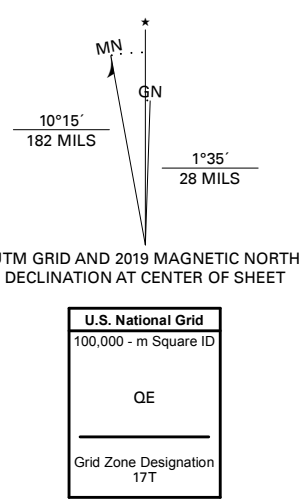 ★
MN
GN
10°15´
182 MILS
1°35´
28 MILS
UTM GRID AND 2019 MAGNETIC NORTH
DECLINATION AT CENTER OF SHEET
U.S. National Grid
100,000 - m Square ID
QE
Grid Zone Designation
17T